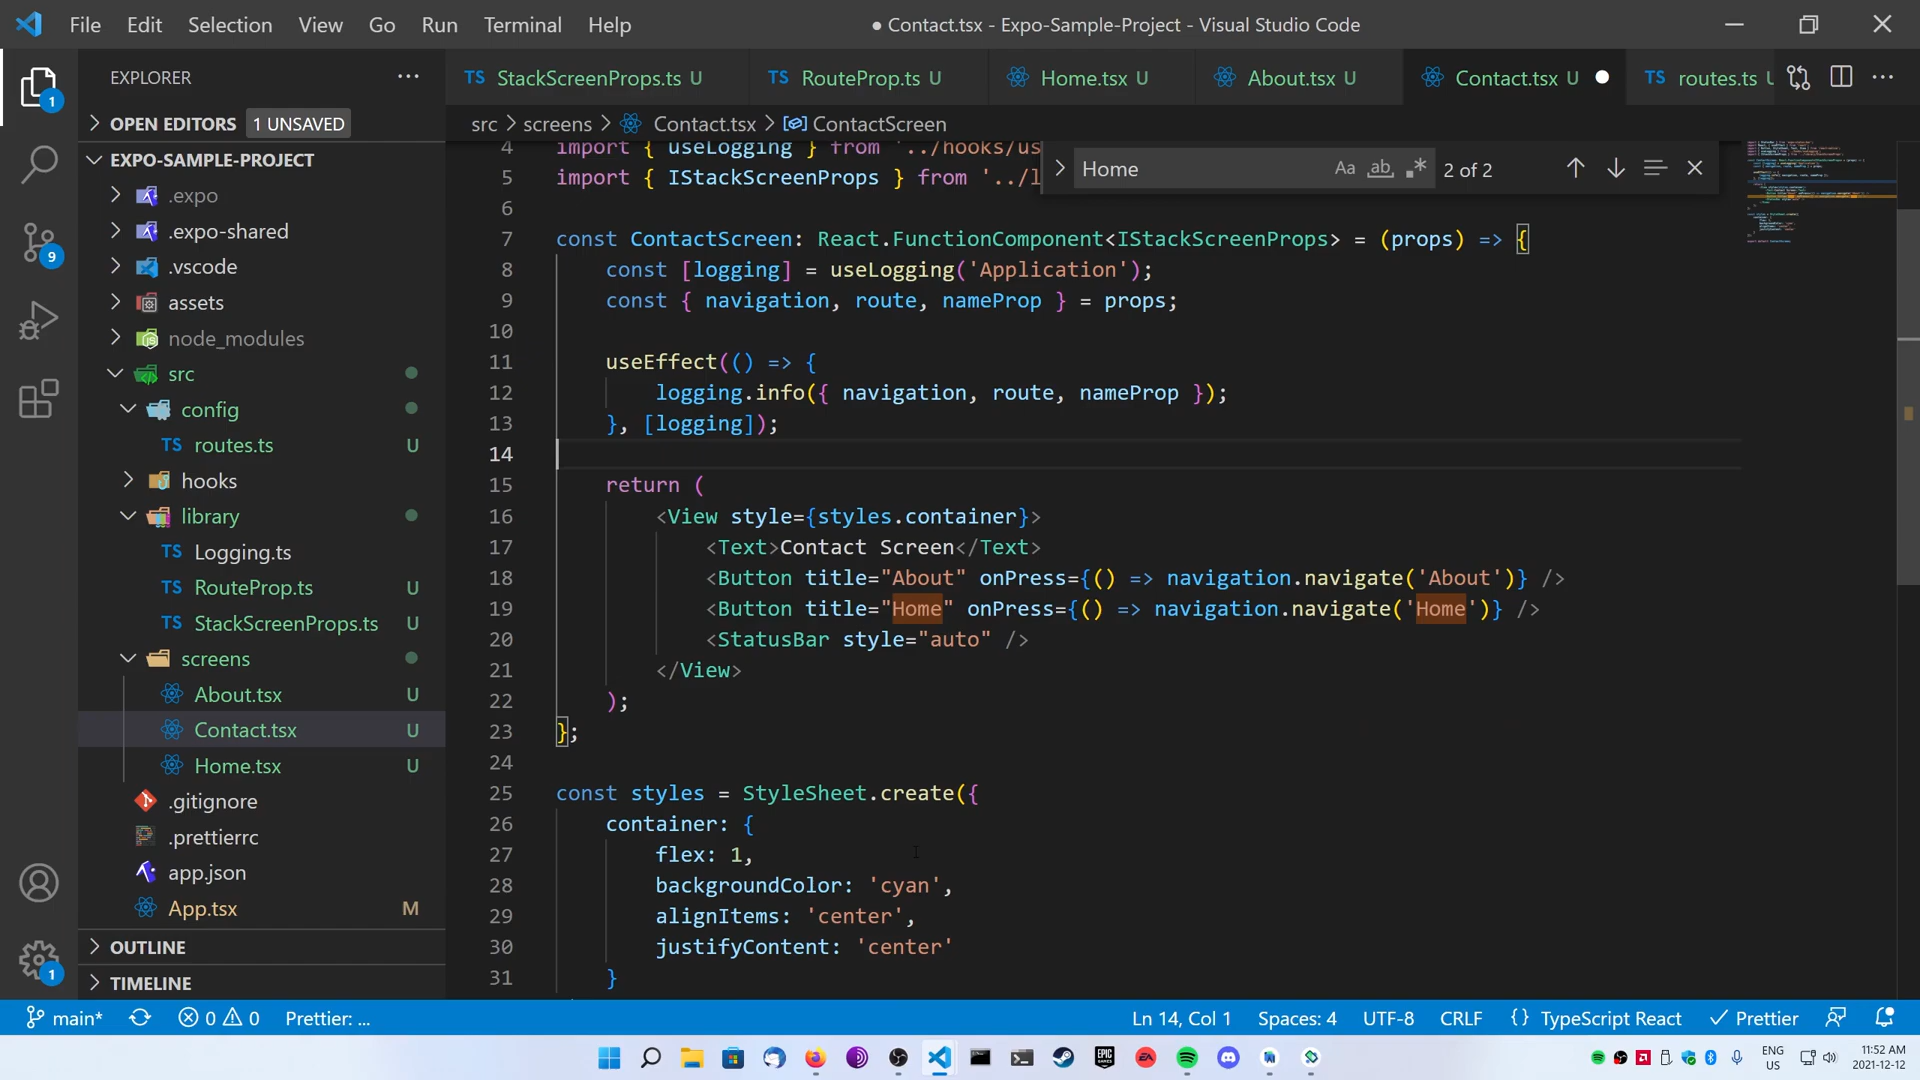 File Edit Selection View Go Run Terminal Help ● Contact.tsx - Expo-Sample-Project - Visual Studio Code
EXPLORER
TS StackScreenProps.ts U TS RouteProp.ts U Home.tsx U About.tsx U Contact.tsx U TS routes.ts U
OPEN EDITORS 1 UNSAVED
src > screens > Contact.tsx > ContactScreen
EXPO-SAMPLE-PROJECT
.expo
.expo-shared
.vscode
assets
node_modules
src
config
TS routes.ts U
hooks
library
TS Logging.ts
TS RouteProp.ts U
TS StackScreenProps.ts U
screens
About.tsx U
Contact.tsx U
Home.tsx U
.gitignore
.prettierrc
app.json
App.tsx M
OUTLINE
TIMELINE
1
9
1
Home Aa ab .* 2 of 2
4 import { useLogging } from '../hooks/us
5 import { IStackScreenProps } from '../l
6
7 const ContactScreen: React.FunctionComponent<IStackScreenProps> = (props) => {
8 const [logging] = useLogging('Application');
9 const { navigation, route, nameProp } = props;
10
11 useEffect(() => {
12 logging.info({ navigation, route, nameProp });
13 }, [logging]);
14
15 return (
16 <View style={styles.container}>
17 <Text>Contact Screen</Text>
18 <Button title="About" onPress={() => navigation.navigate('About')} />
19 <Button title="Home" onPress={() => navigation.navigate('Home')} />
20 <StatusBar style="auto" />
21 </View>
22 );
23 };
24
25 const styles = StyleSheet.create({
26 container: {
27 flex: 1,
28 backgroundColor: 'cyan',
29 alignItems: 'center',
30 justifyContent: 'center'
31 }
main* 0 0 Prettier: ... Ln 14, Col 1 Spaces: 4 UTF-8 CRLF {} TypeScript React Prettier
EPIC GAMES EA ENG US 11:52 AM 2021-12-12